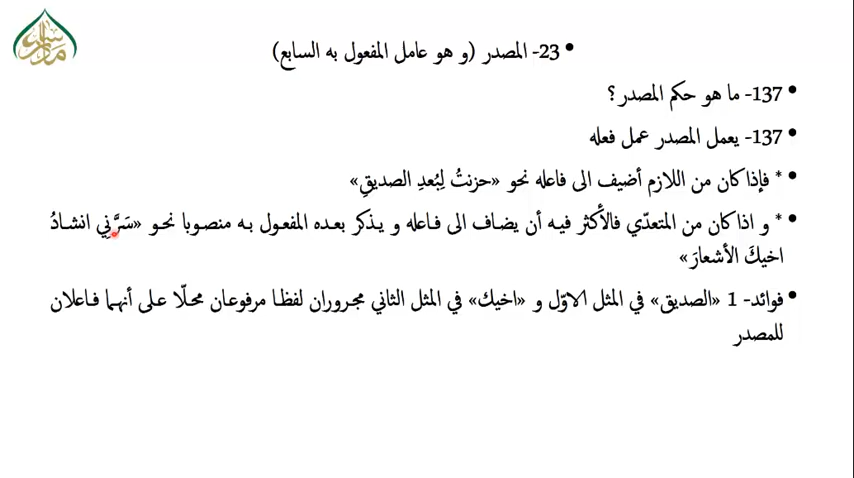 مدارس
• 23- المصدر (و هو عامل المفعول به السابع)
• 137- ما هو حكم المصدر؟
• 137- يعمل المصدر عمل فعله
• * فإذا كان من اللازم أضيف الى فاعله نحو «حزنتُ لِبُعدِ الصديقِ»
• * و اذا كان من المتعدّي فالأكثر فيه أن يضاف الى فاعله و يذكر بعده المفعول به منصوبا نحو «سَرَّنِي انشادُ
اخيكَ الأشعارَ»
• فوائد- 1 «الصديق» في المثل الاوّل و «اخيك» في المثل الثاني مجروران لفظا مرفوعان محلّا على أنهما فاعلان
للمصدر